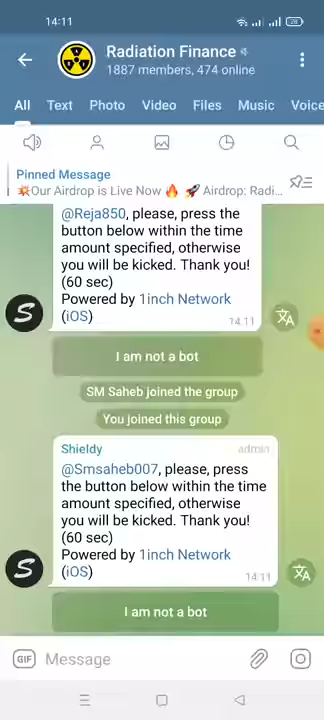 14:11
28
Radiation Finance
1887 members, 474 online
All Text Photo Video Files Music Voice
Pinned Message
💥Our Airdrop is Live Now 🔥 🚀 Airdrop: Radi...
@Reja850, please, press the
button below within the time
amount specified, otherwise
you will be kicked. Thank you!
(60 sec)
Powered by 1inch Network
(iOS)
14:11
I am not a bot
SM Saheb joined the group
You joined this group
Shieldy admin
@Smsaheb007, please, press
the button below within the time
amount specified, otherwise
you will be kicked. Thank you!
(60 sec)
Powered by 1inch Network
(iOS)
14:11
I am not a bot
GIF Message